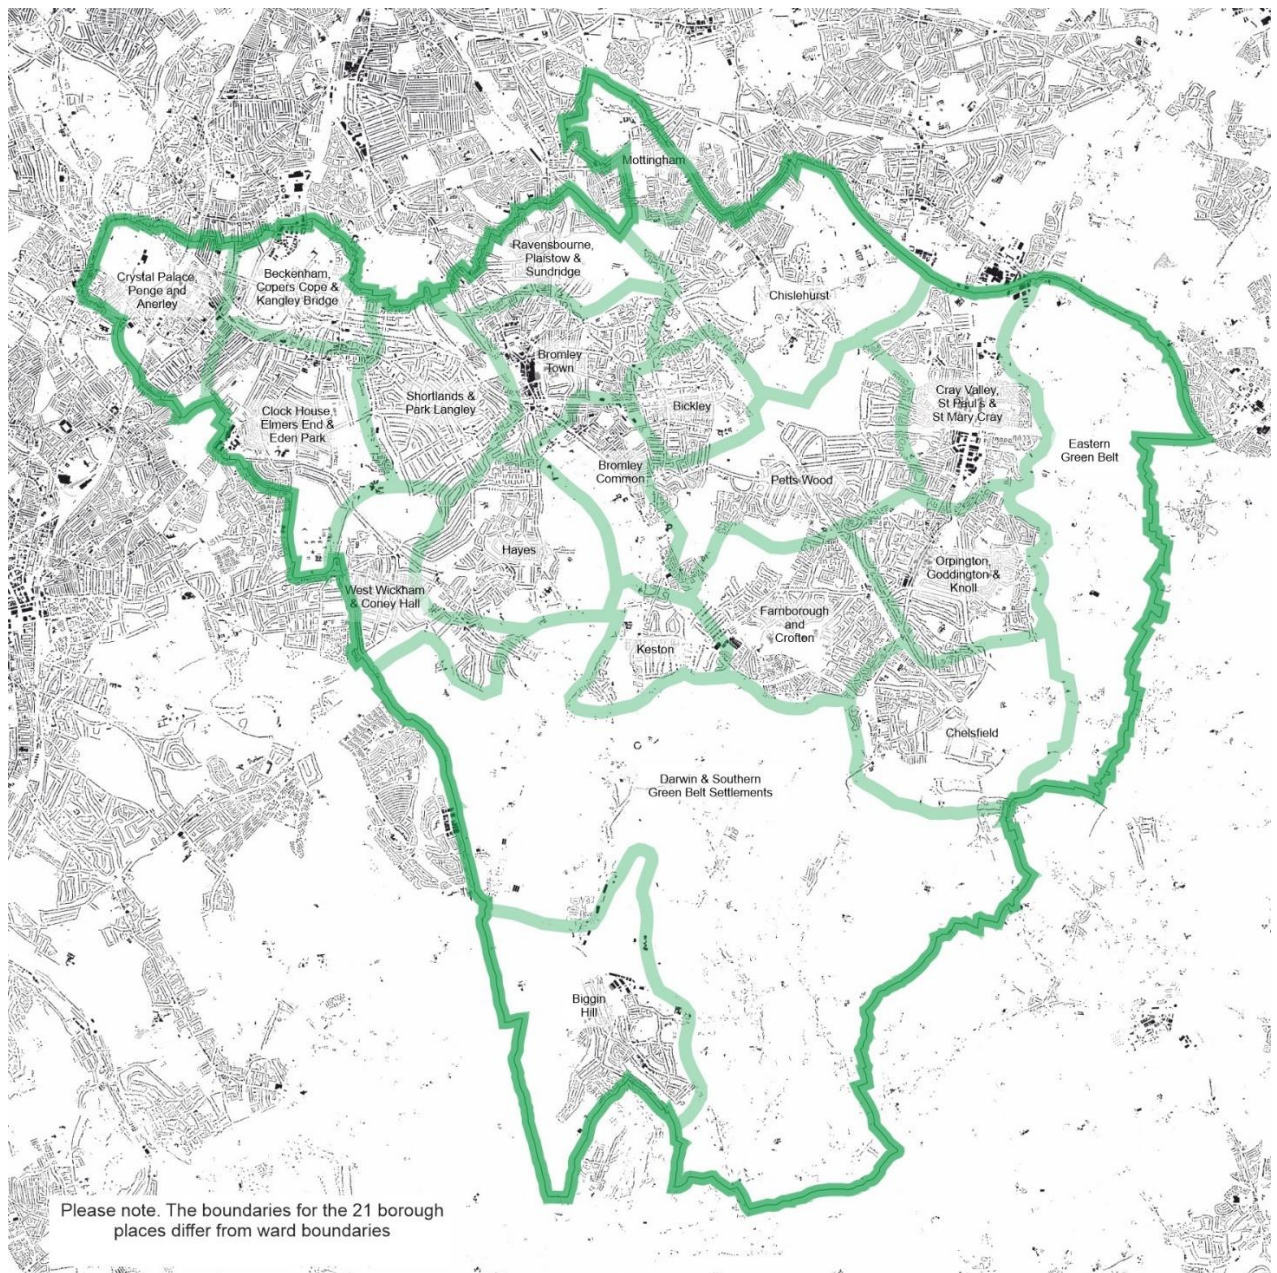 Mottingham
Ravensbourne,
Plaistow &
Sundridge
Crystal Palace,
Penge and
Anerley
Beckenham,
Copers Cope &
Kangley Bridge
Chislehurst
Bromley
Town
Shortlands &
Park Langley
Bickley
Cray Valley,
St Paul's &
St Mary Cray
Clock House,
Elmers End &
Eden Park
Eastern
Green Belt
Bromley
Common
Petts Wood
Hayes
Orpington,
Goddington &
Knoll
West Wickham
& Coney Hall
Farnborough
and
Crofton
Keston
Chelsfield
Darwin & Southern
Green Belt Settlements
Biggin
Hill
Please note. The boundaries for the 21 borough
places differ from ward boundaries